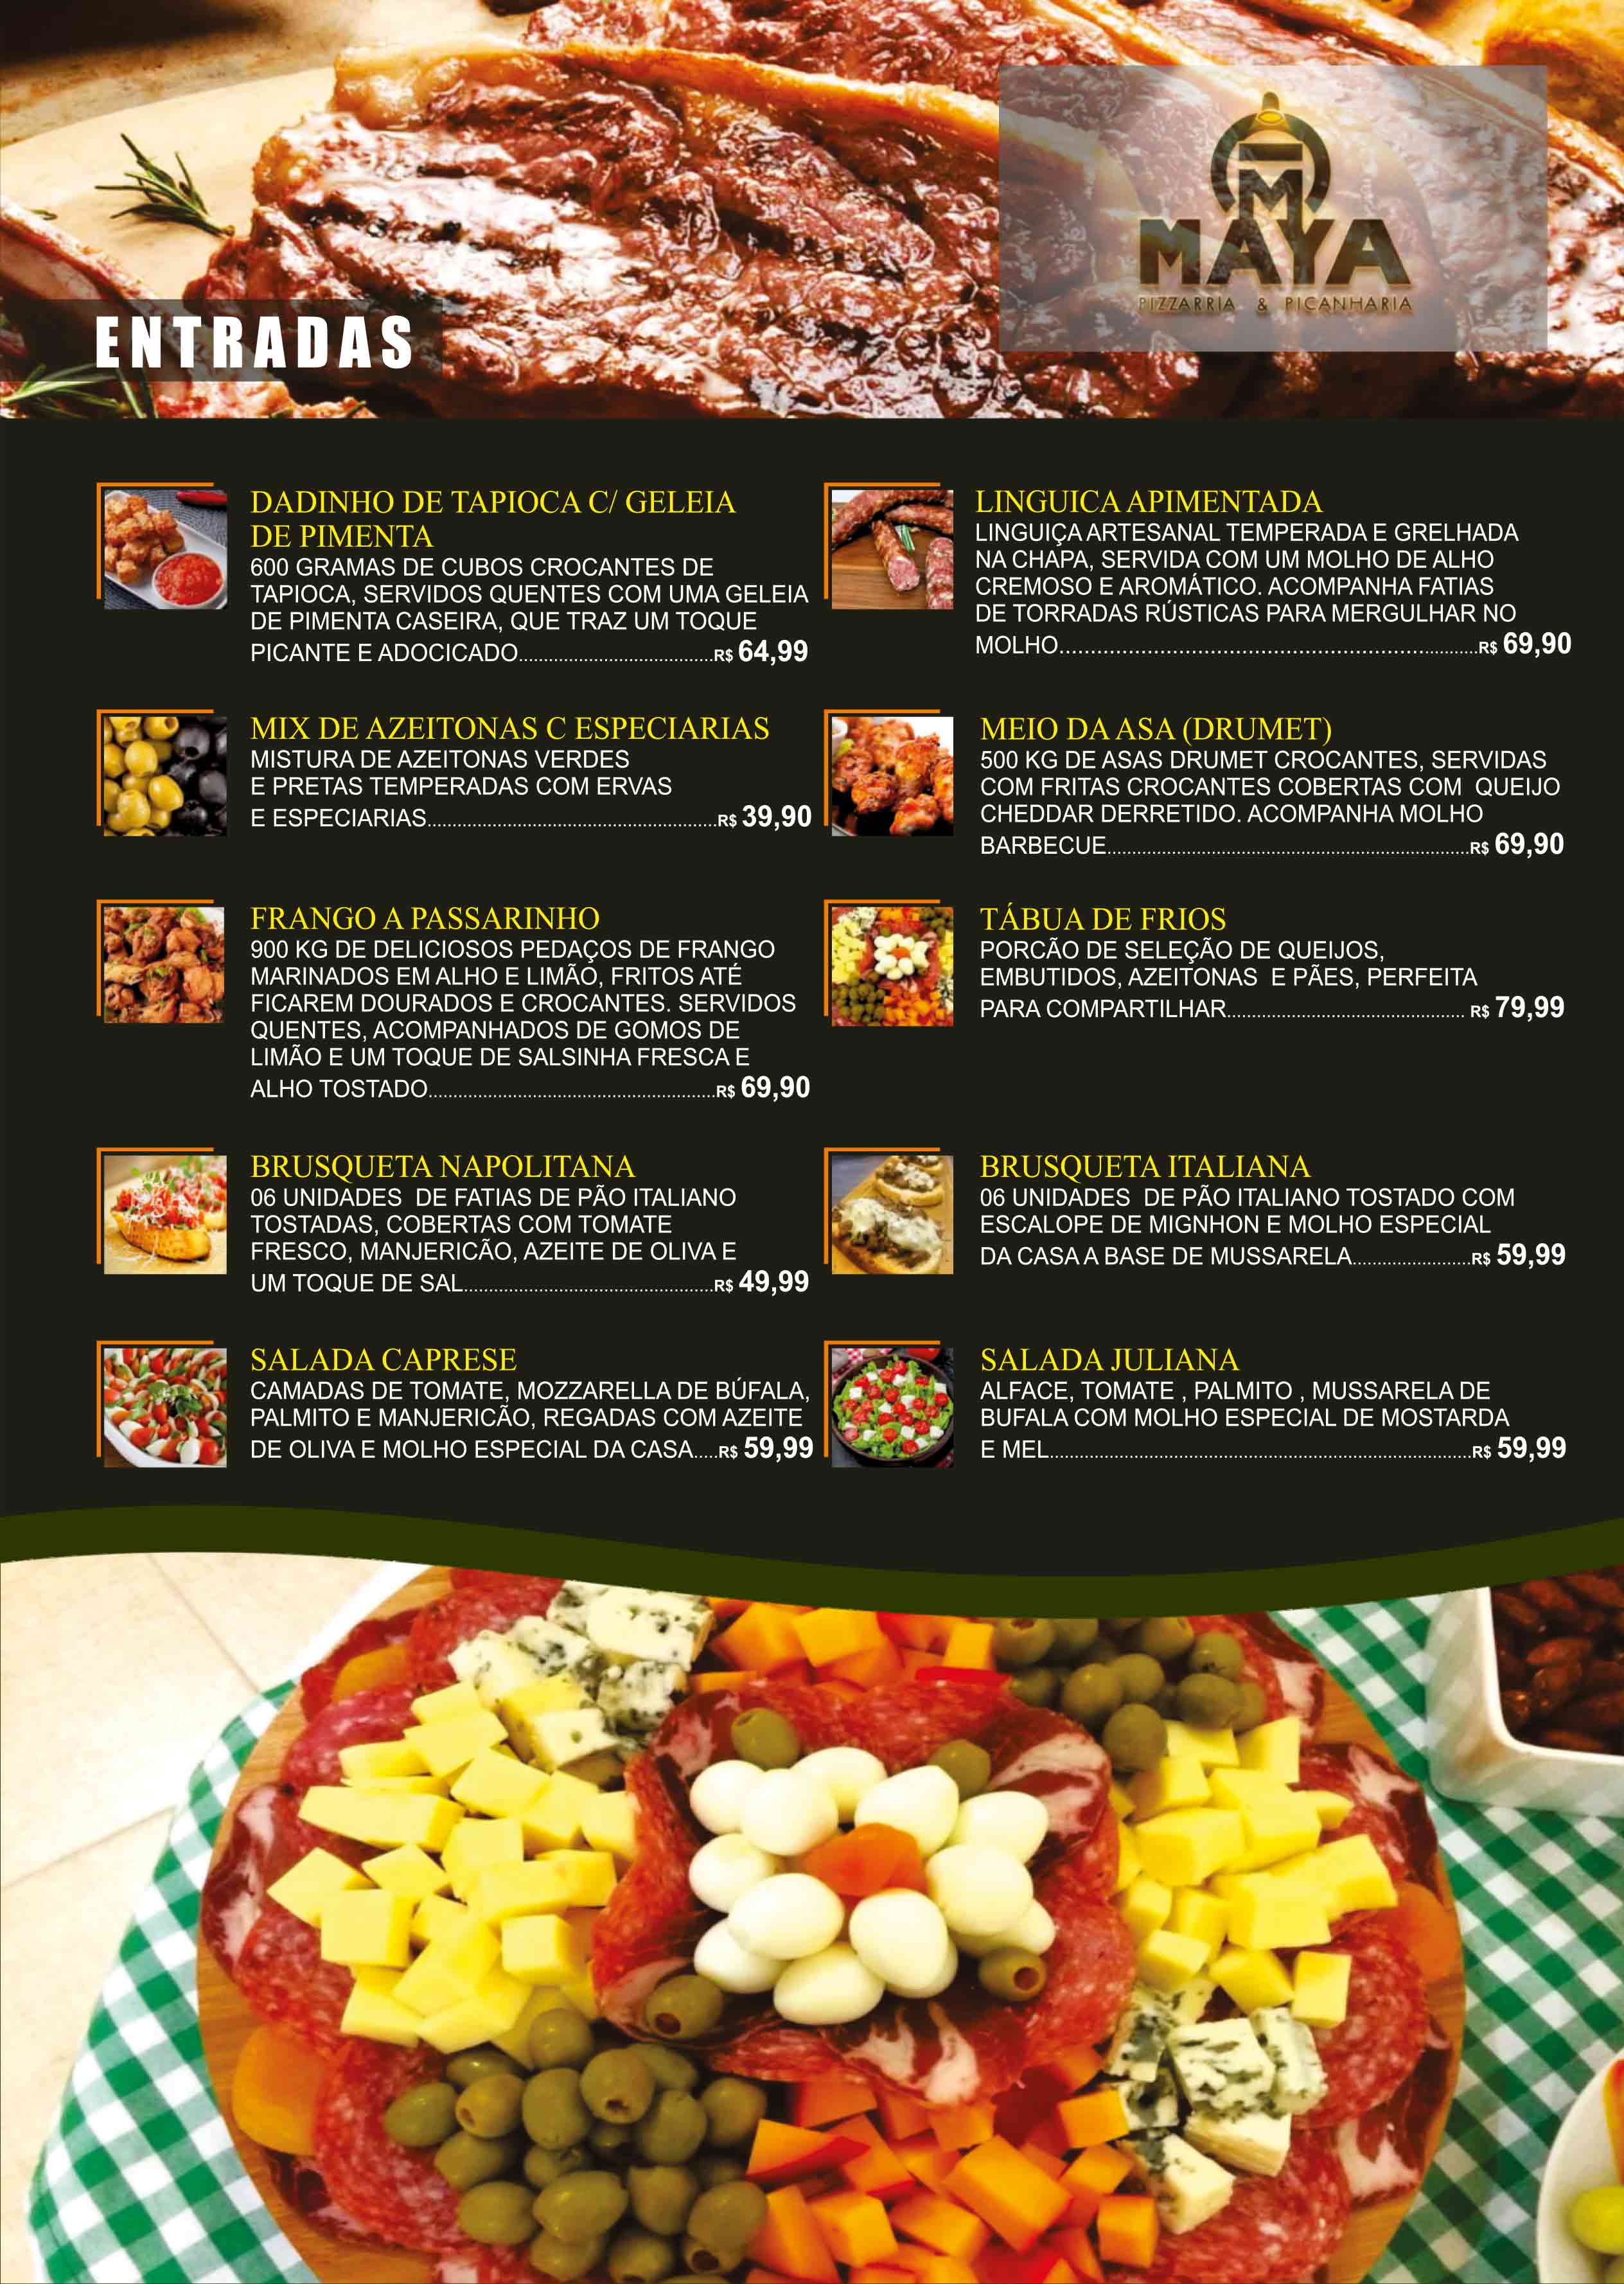 MAYA
PIZZARRIA & PICANHARIA
ENTRADAS
DADINHO DE TAPIOCA C/ GELEIA
DE PIMENTA
600 GRAMAS DE CUBOS CROCANTES DE
TAPIOCA, SERVIDOS QUENTES COM UMA GELEIA
DE PIMENTA CASEIRA, QUE TRAZ UM TOQUE
PICANTE E ADOCICADO.......................................R$ 64,99
MIX DE AZEITONAS C ESPECIARIAS
MISTURA DE AZEITONAS VERDES
E PRETAS TEMPERADAS COM ERVAS
E ESPECIARIAS..........................................................R$ 39,90
FRANGO A PASSARINHO
900 KG DE DELICIOSOS PEDAÇOS DE FRANGO
MARINADOS EM ALHO E LIMÃO, FRITOS ATÉ
FICAREM DOURADOS E CROCANTES. SERVIDOS
QUENTES, ACOMPANHADOS DE GOMOS DE
LIMÃO E UM TOQUE DE SALSINHA FRESCA E
ALHO TOSTADO.........................................................R$ 69,90
BRUSQUETA NAPOLITANA
06 UNIDADES DE FATIAS DE PÃO ITALIANO
TOSTADAS, COBERTAS COM TOMATE
FRESCO, MANJERICÃO, AZEITE DE OLIVA E
UM TOQUE DE SAL..................................................R$ 49,99
SALADA CAPRESE
CAMADAS DE TOMATE, MOZZARELLA DE BÚFALA,
PALMITO E MANJERICÃO, REGADAS COM AZEITE
DE OLIVA E MOLHO ESPECIAL DA CASA.....R$ 59,99
LINGUICA APIMENTADA
LINGUIÇA ARTESANAL TEMPERADA E GRELHADA
NA CHAPA, SERVIDA COM UM MOLHO DE ALHO
CREMOSO E AROMÁTICO. ACOMPANHA FATIAS
DE TORRADAS RÚSTICAS PARA MERGULHAR NO
MOLHO....................................................................R$ 69,90
MEIO DA ASA (DRUMET)
500 KG DE ASAS DRUMET CROCANTES, SERVIDAS
COM FRITAS CROCANTES COBERTAS COM QUEIJO
CHEDDAR DERRETIDO. ACOMPANHA MOLHO
BARBECUE.........................................................................R$ 69,90
TÁBUA DE FRIOS
PORCÃO DE SELEÇÃO DE QUEIJOS,
EMBUTIDOS, AZEITONAS E PÃES, PERFEITA
PARA COMPARTILHAR................................................ R$ 79,99
BRUSQUETA ITALIANA
06 UNIDADES DE PÃO ITALIANO TOSTADO COM
ESCALOPE DE MIGNHON E MOLHO ESPECIAL
DA CASA A BASE DE MUSSARELA........................R$ 59,99
SALADA JULIANA
ALFACE, TOMATE , PALMITO , MUSSARELA DE
BUFALA COM MOLHO ESPECIAL DE MOSTARDA
E MEL.....................................................................................R$ 59,99